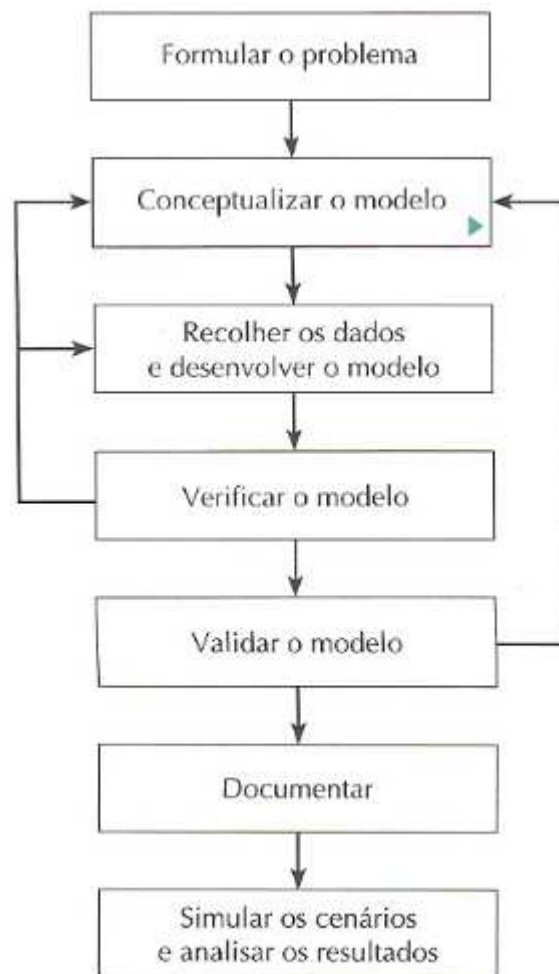 Formular o problema
Conceptualizar o modelo
Recolher os dados
e desenvolver o modelo
Verificar o modelo
Validar o modelo
Documentar
Simular os cenários
e analisar os resultados